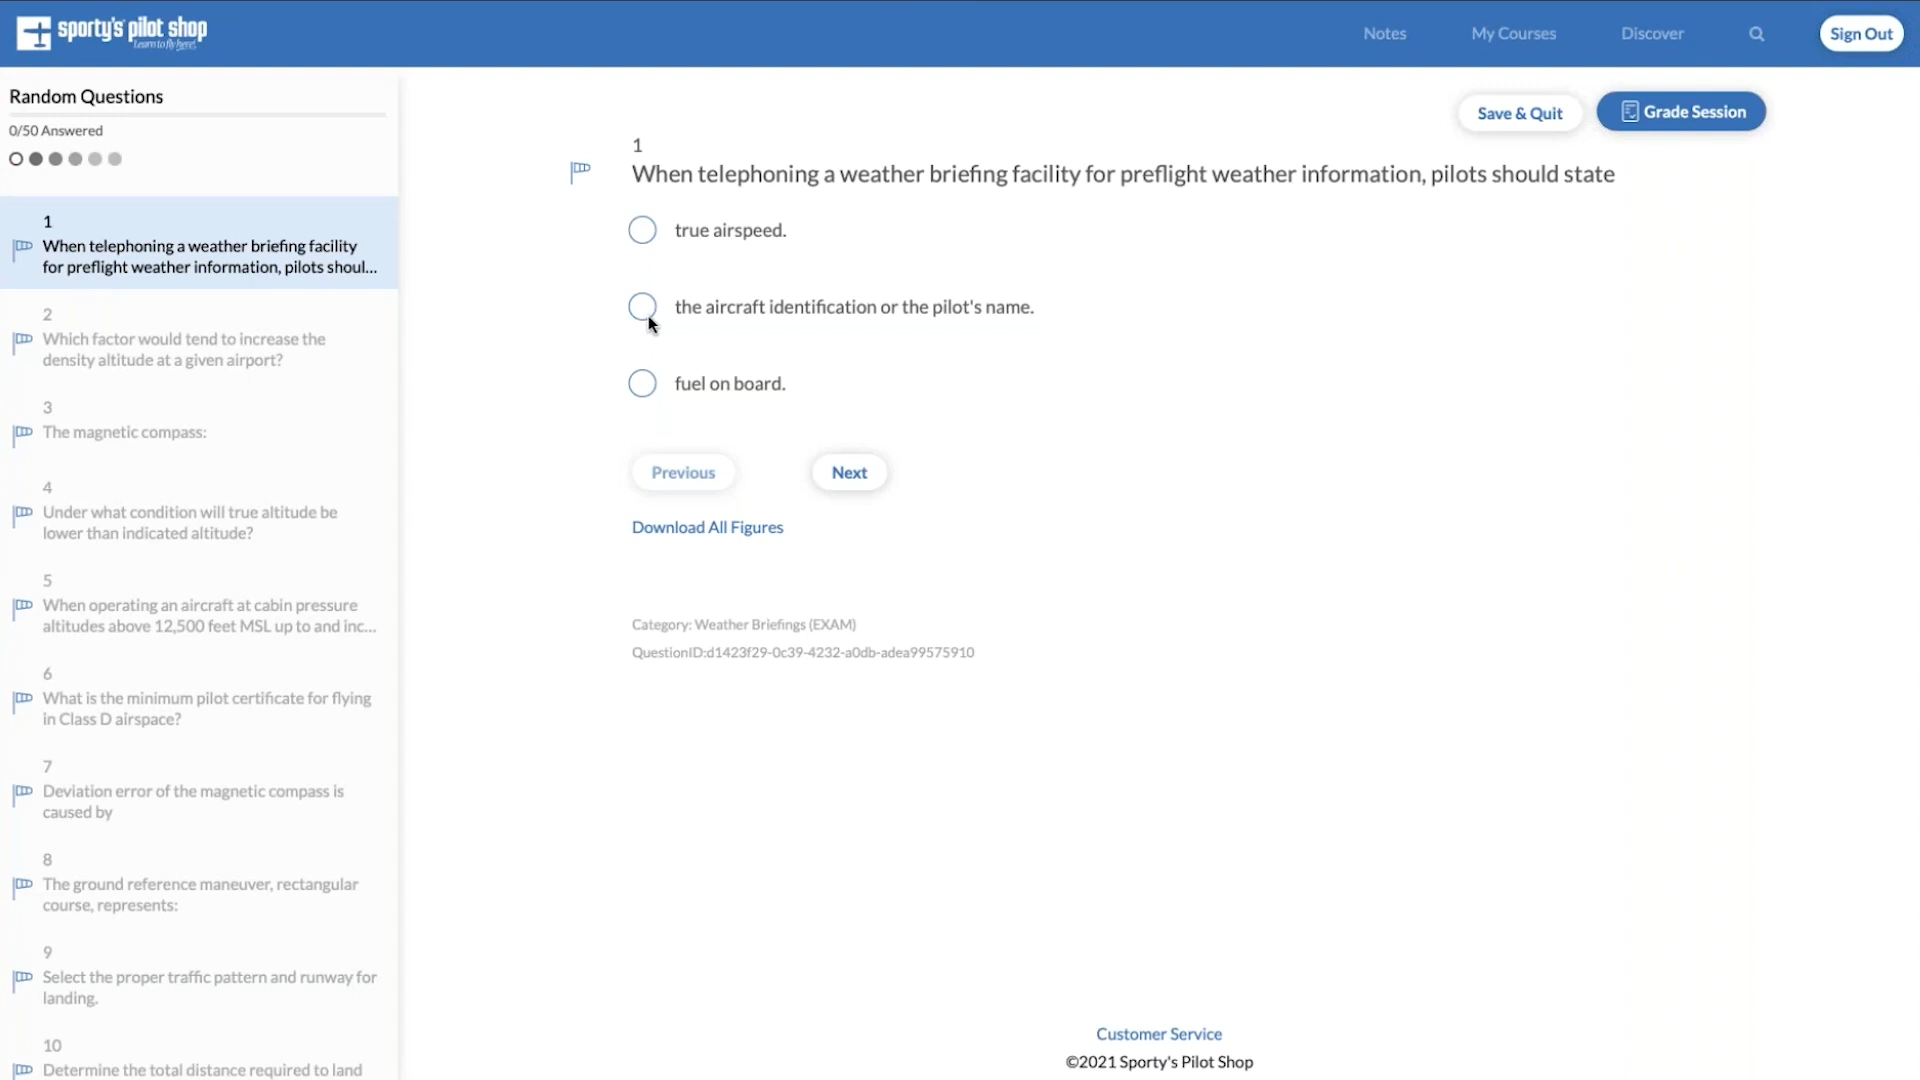 sporty's pilot shop
Learn to fly here!
Notes
My Courses
Discover
Sign Out
Random Questions
0/50 Answered
1
When telephoning a weather briefing facility
for preflight weather information, pilots shoul...
2
Which factor would tend to increase the
density altitude at a given airport?
3
The magnetic compass:
4
Under what condition will true altitude be
lower than indicated altitude?
5
When operating an aircraft at cabin pressure
altitudes above 12,500 feet MSL up to and inc...
6
What is the minimum pilot certificate for flying
in Class D airspace?
7
Deviation error of the magnetic compass is
caused by
8
The ground reference maneuver, rectangular
course, represents:
9
Select the proper traffic pattern and runway for
landing.
10
Determine the total distance required to land
Save & Quit
Grade Session
1
When telephoning a weather briefing facility for preflight weather information, pilots should state
true airspeed.
the aircraft identification or the pilot's name.
fuel on board.
Previous
Next
Download All Figures
Category: Weather Briefings (EXAM)
QuestionID:d1423f29-0c39-4232-a0db-adea99575910
Customer Service
©2021 Sporty's Pilot Shop